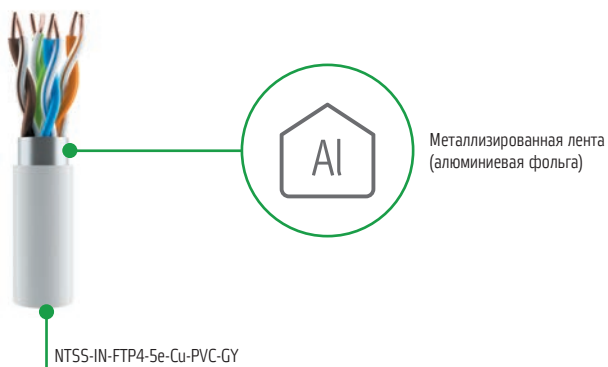 Al
Металлизированная лента
(алюминиевая фольга)
NTSS-IN-FTP4-5e-Cu-PVC-GY